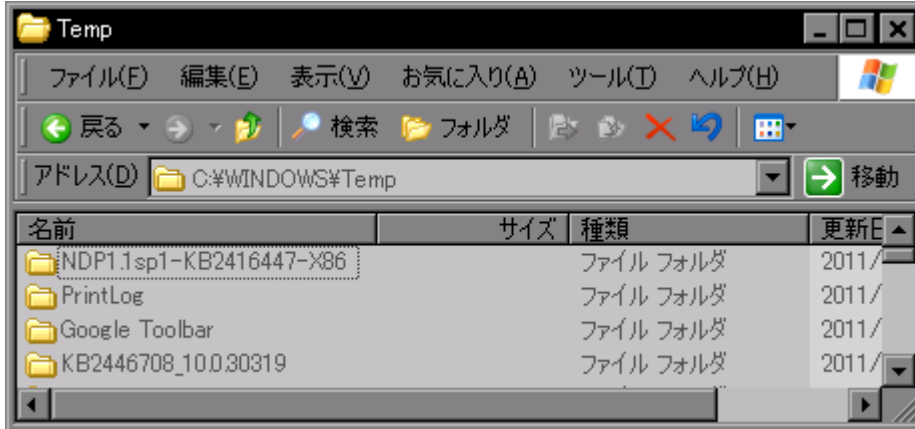 Temp
ファイル(F) 編集(E) 表示(V) お気に入り(A) ツール(T) ヘルプ(H)
戻る 検索 フォルダ
アドレス(D) C:¥WINDOWS¥Temp 移動
名前 サイズ 種類 更新日
NDP1.1sp1-KB2416447-X86 ファイル フォルダ 2011/
PrintLog ファイル フォルダ 2011/
Google Toolbar ファイル フォルダ 2011/
KB2446708_10.0.30319 ファイル フォルダ 2011/